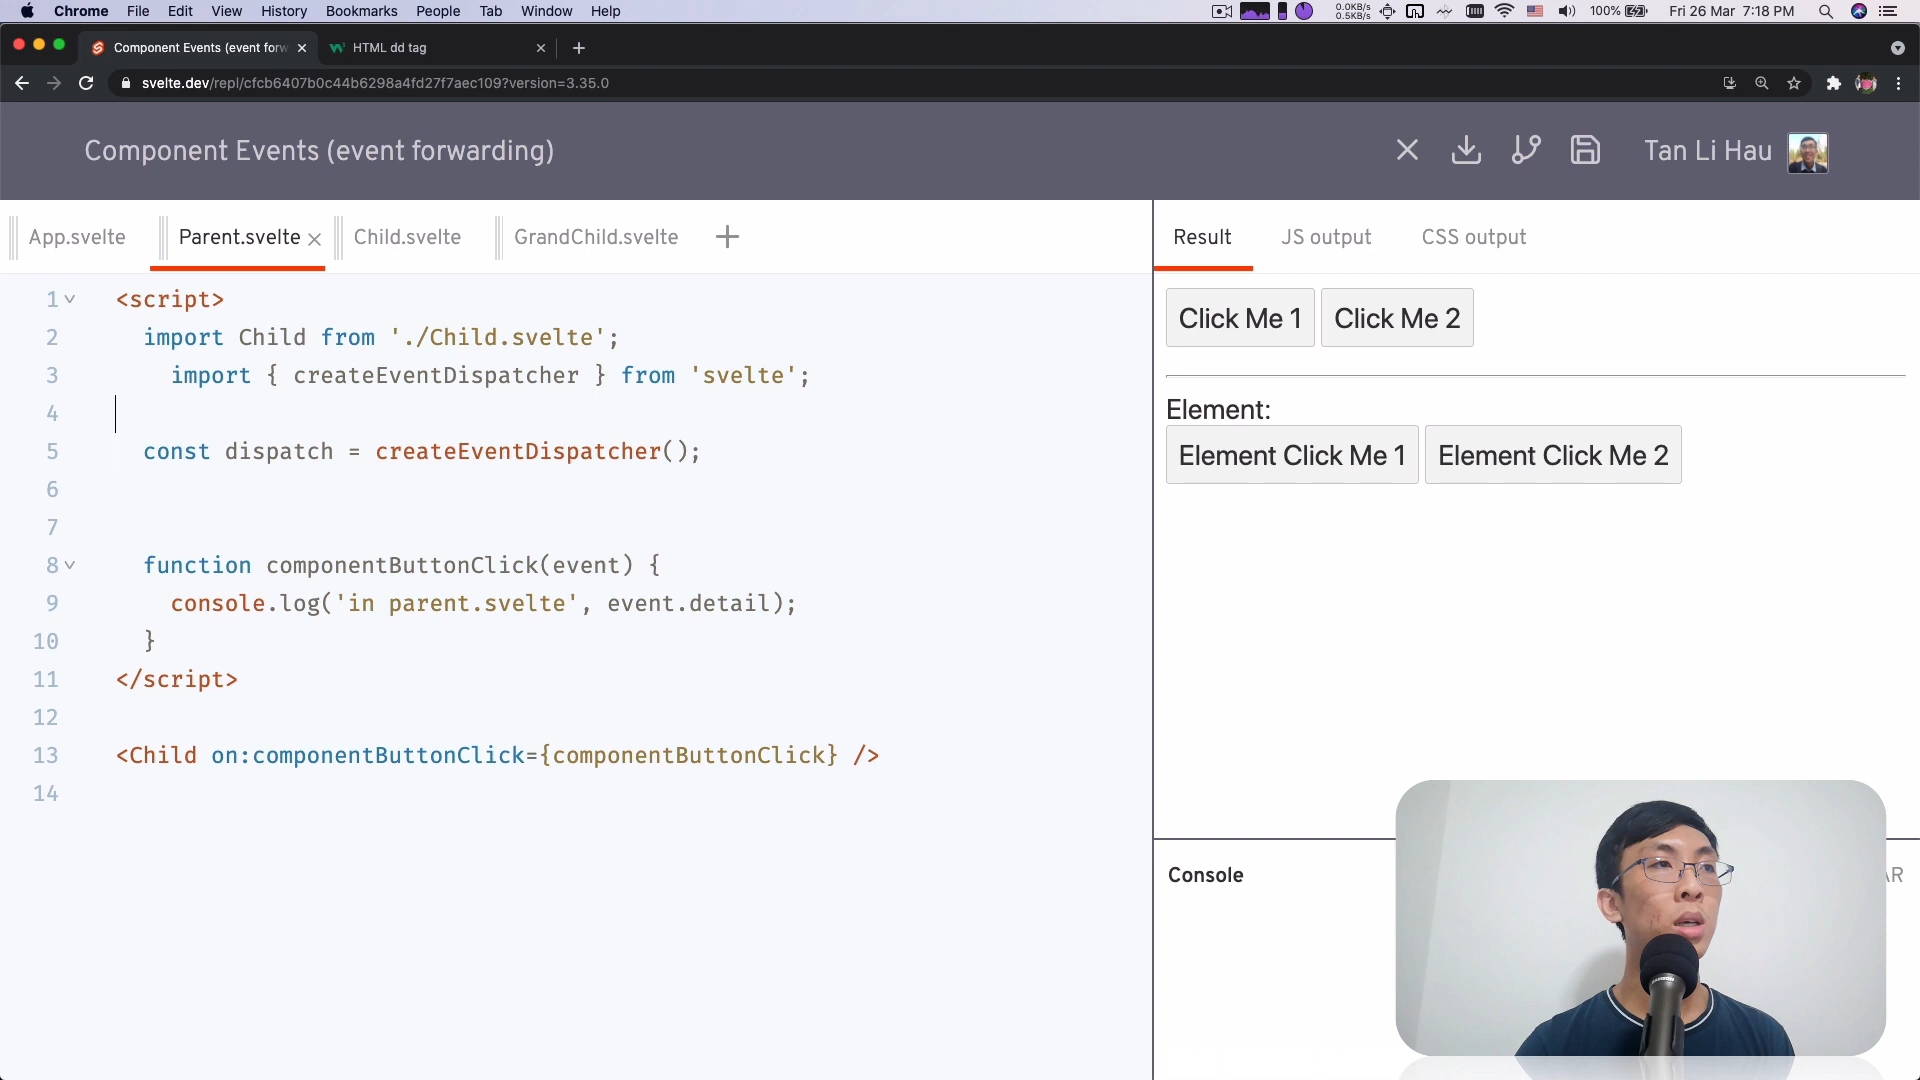 Chrome File Edit View History Bookmarks People Tab Window Help
0.0KB/s
0.5KB/s
100% Fri 26 Mar 7:18 PM
Component Events (event forw
HTML dd tag
svelte.dev/repl/cfcb6407b0c44b6298a4fd27f7aec109?version=3.35.0
Component Events (event forwarding)
Tan Li Hau
App.svelte Parent.svelte Child.svelte GrandChild.svelte
Result JS output CSS output
1 <script>
2 import Child from './Child.svelte';
3 import { createEventDispatcher } from 'svelte';
4
5 const dispatch = createEventDispatcher();
6
7
8 function componentButtonClick(event) {
9 console.log('in parent.svelte', event.detail);
10 }
11 </script>
12
13 <Child on:componentButtonClick={componentButtonClick} />
14
Click Me 1 Click Me 2
Element:
Element Click Me 1 Element Click Me 2
Console
AR